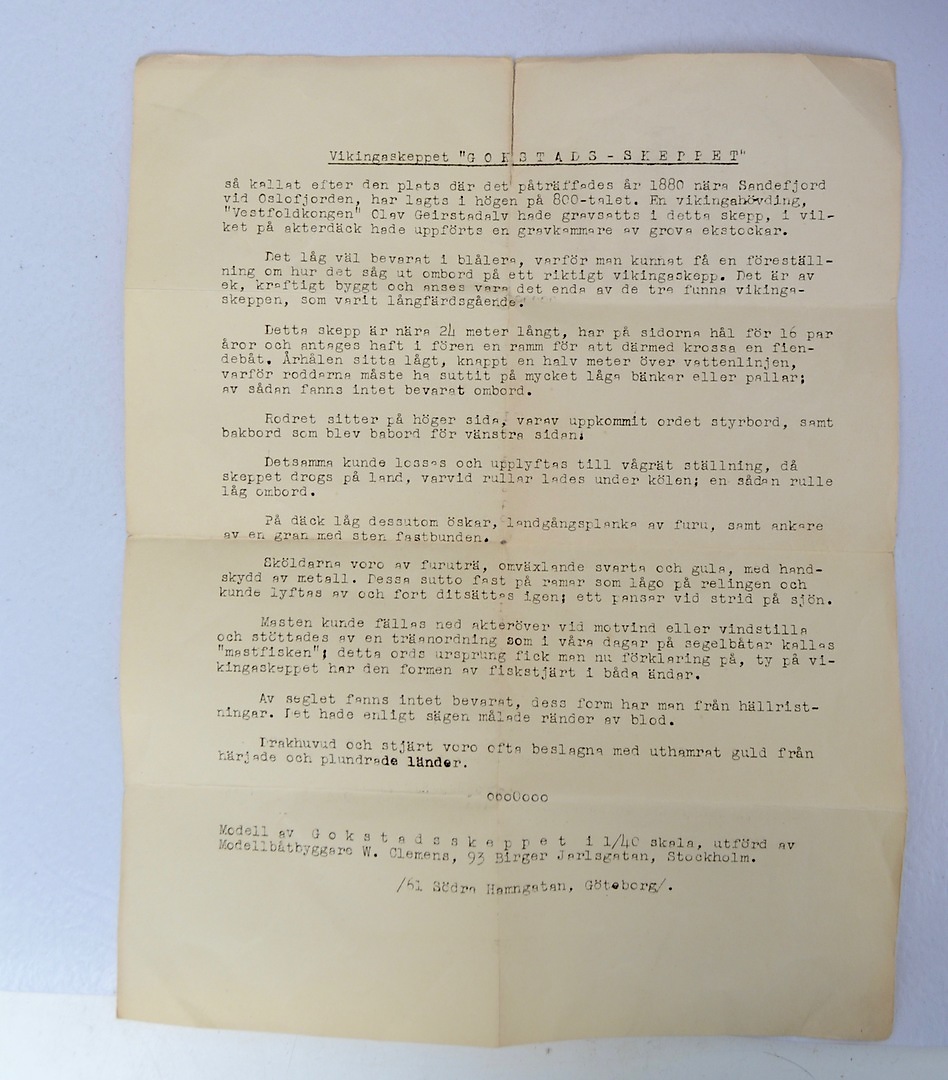 Vikingaskeppet "G O K S T A D S - S K E P P E T"
så kallat efter den plats där det påträffades år 1880 nära Sandefjord
vid Oslofjorden, har lagts i högen på 800-talet. En vikingahövding,
"Vestfoldkongen" Olav Geirstadalv hade gravsatts i detta skepp, i vil-
ket på akterdäck hade uppförts en gravkammare av grova ekstockar.
Det låg väl bevarat i blålera, varför man kunnat få en föreställ-
ning om hur det såg ut ombord på ett riktigt vikingaskepp. Det är av
ek, kraftigt byggt och anses vara det enda av de tre funna vikinga-
skeppen, som varit långfärdsgående.
Detta skepp är nära 24 meter långt, har på sidorna hål för 16 par
åror och antages haft i fören en ramm för att därmed krossa en fien-
debåt. Århålen sitta lågt, knappt en halv meter över vattenlinjen,
varför roddarna måste ha suttit på mycket låga bänkar eller pallar;
av sådan fanns intet bevarat ombord.
Rodret sitter på höger sida, varav uppkommit ordet styrbord, samt
bakbord som blev babord för vänstra sidan;
Detsamma kunde lossas och upplyftas till vågrät ställning, då
skeppet drogs på land, varvid rullar lades under kölen; en sådan rulle
låg ombord.
På däck låg dessutom öskar, landgångsplanka av furu, samt ankare
av en gran med sten fastbunden.
Sköldarna voro av furuträ, omväxlande svarta och gula, med hand-
skydd av metall. Dessa sutto fast på ramar som lågo på relingen och
kunde lyftas av och fort ditsättas igen; ett pansar vid strid på sjön.
Masten kunde fällas ned akteröver vid motvind eller vindstilla
och stöttades av en träanordning som i våra dagar på segelbåtar kallas
"mastfisken"; detta ords ursprung fick man nu förklaring på, ty på vi-
kingaskeppet har den formen av fiskstjärt i båda ändar.
Av seglet fanns intet bevarat, dess form har man från hällrist-
ningar. Det hade enligt sägen målade ränder av blod.
Drakhuvud och stjärt voro ofta beslagna med uthamrat guld från
härjade och plundrade länder.
oooOooo
Modell av G o k s t a d s s k e p p e t i 1/40 skala, utförd av
Modellbåtbyggare W. Clemens, 93 Birger Jarlsgatan, Stockholm.
/61 Södra Hamngatan, Göteborg/.